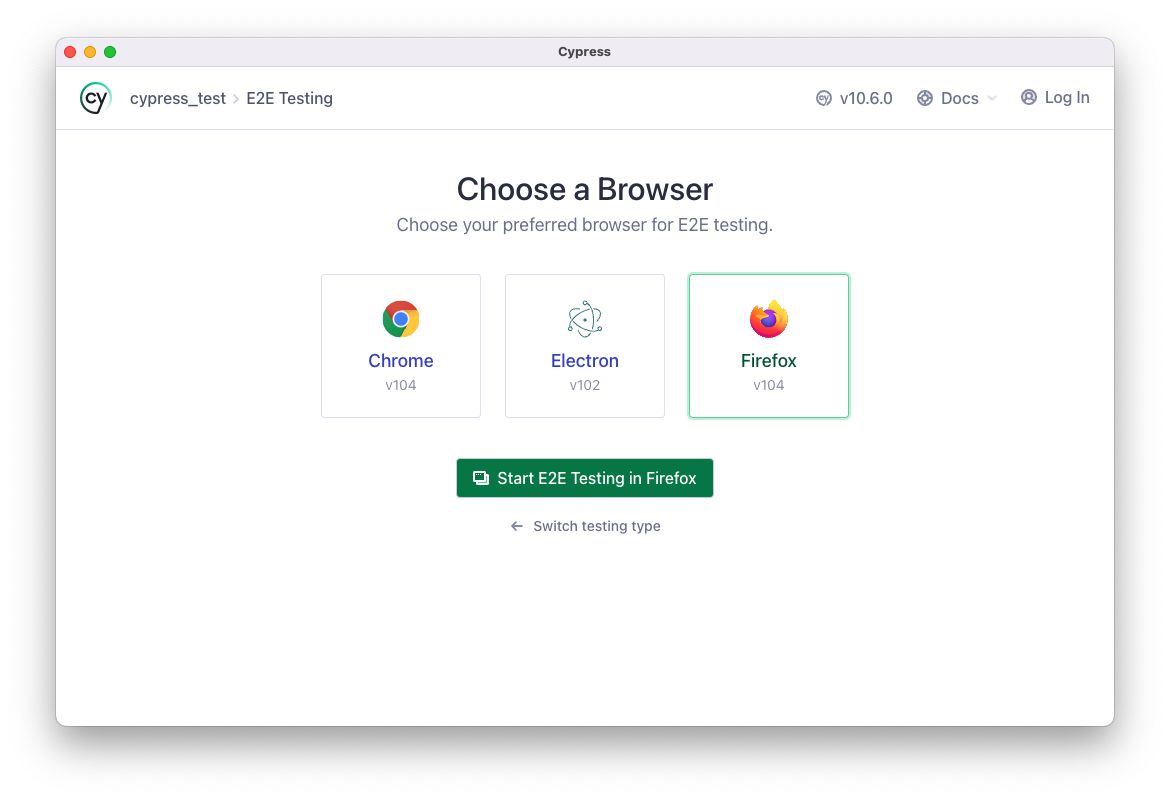 Cypress
cy cypress_test > E2E Testing
cy v10.6.0 Docs Log In
Choose a Browser
Choose your preferred browser for E2E testing.
Chrome
v104
Electron
v102
Firefox
v104
Start E2E Testing in Firefox
← Switch testing type